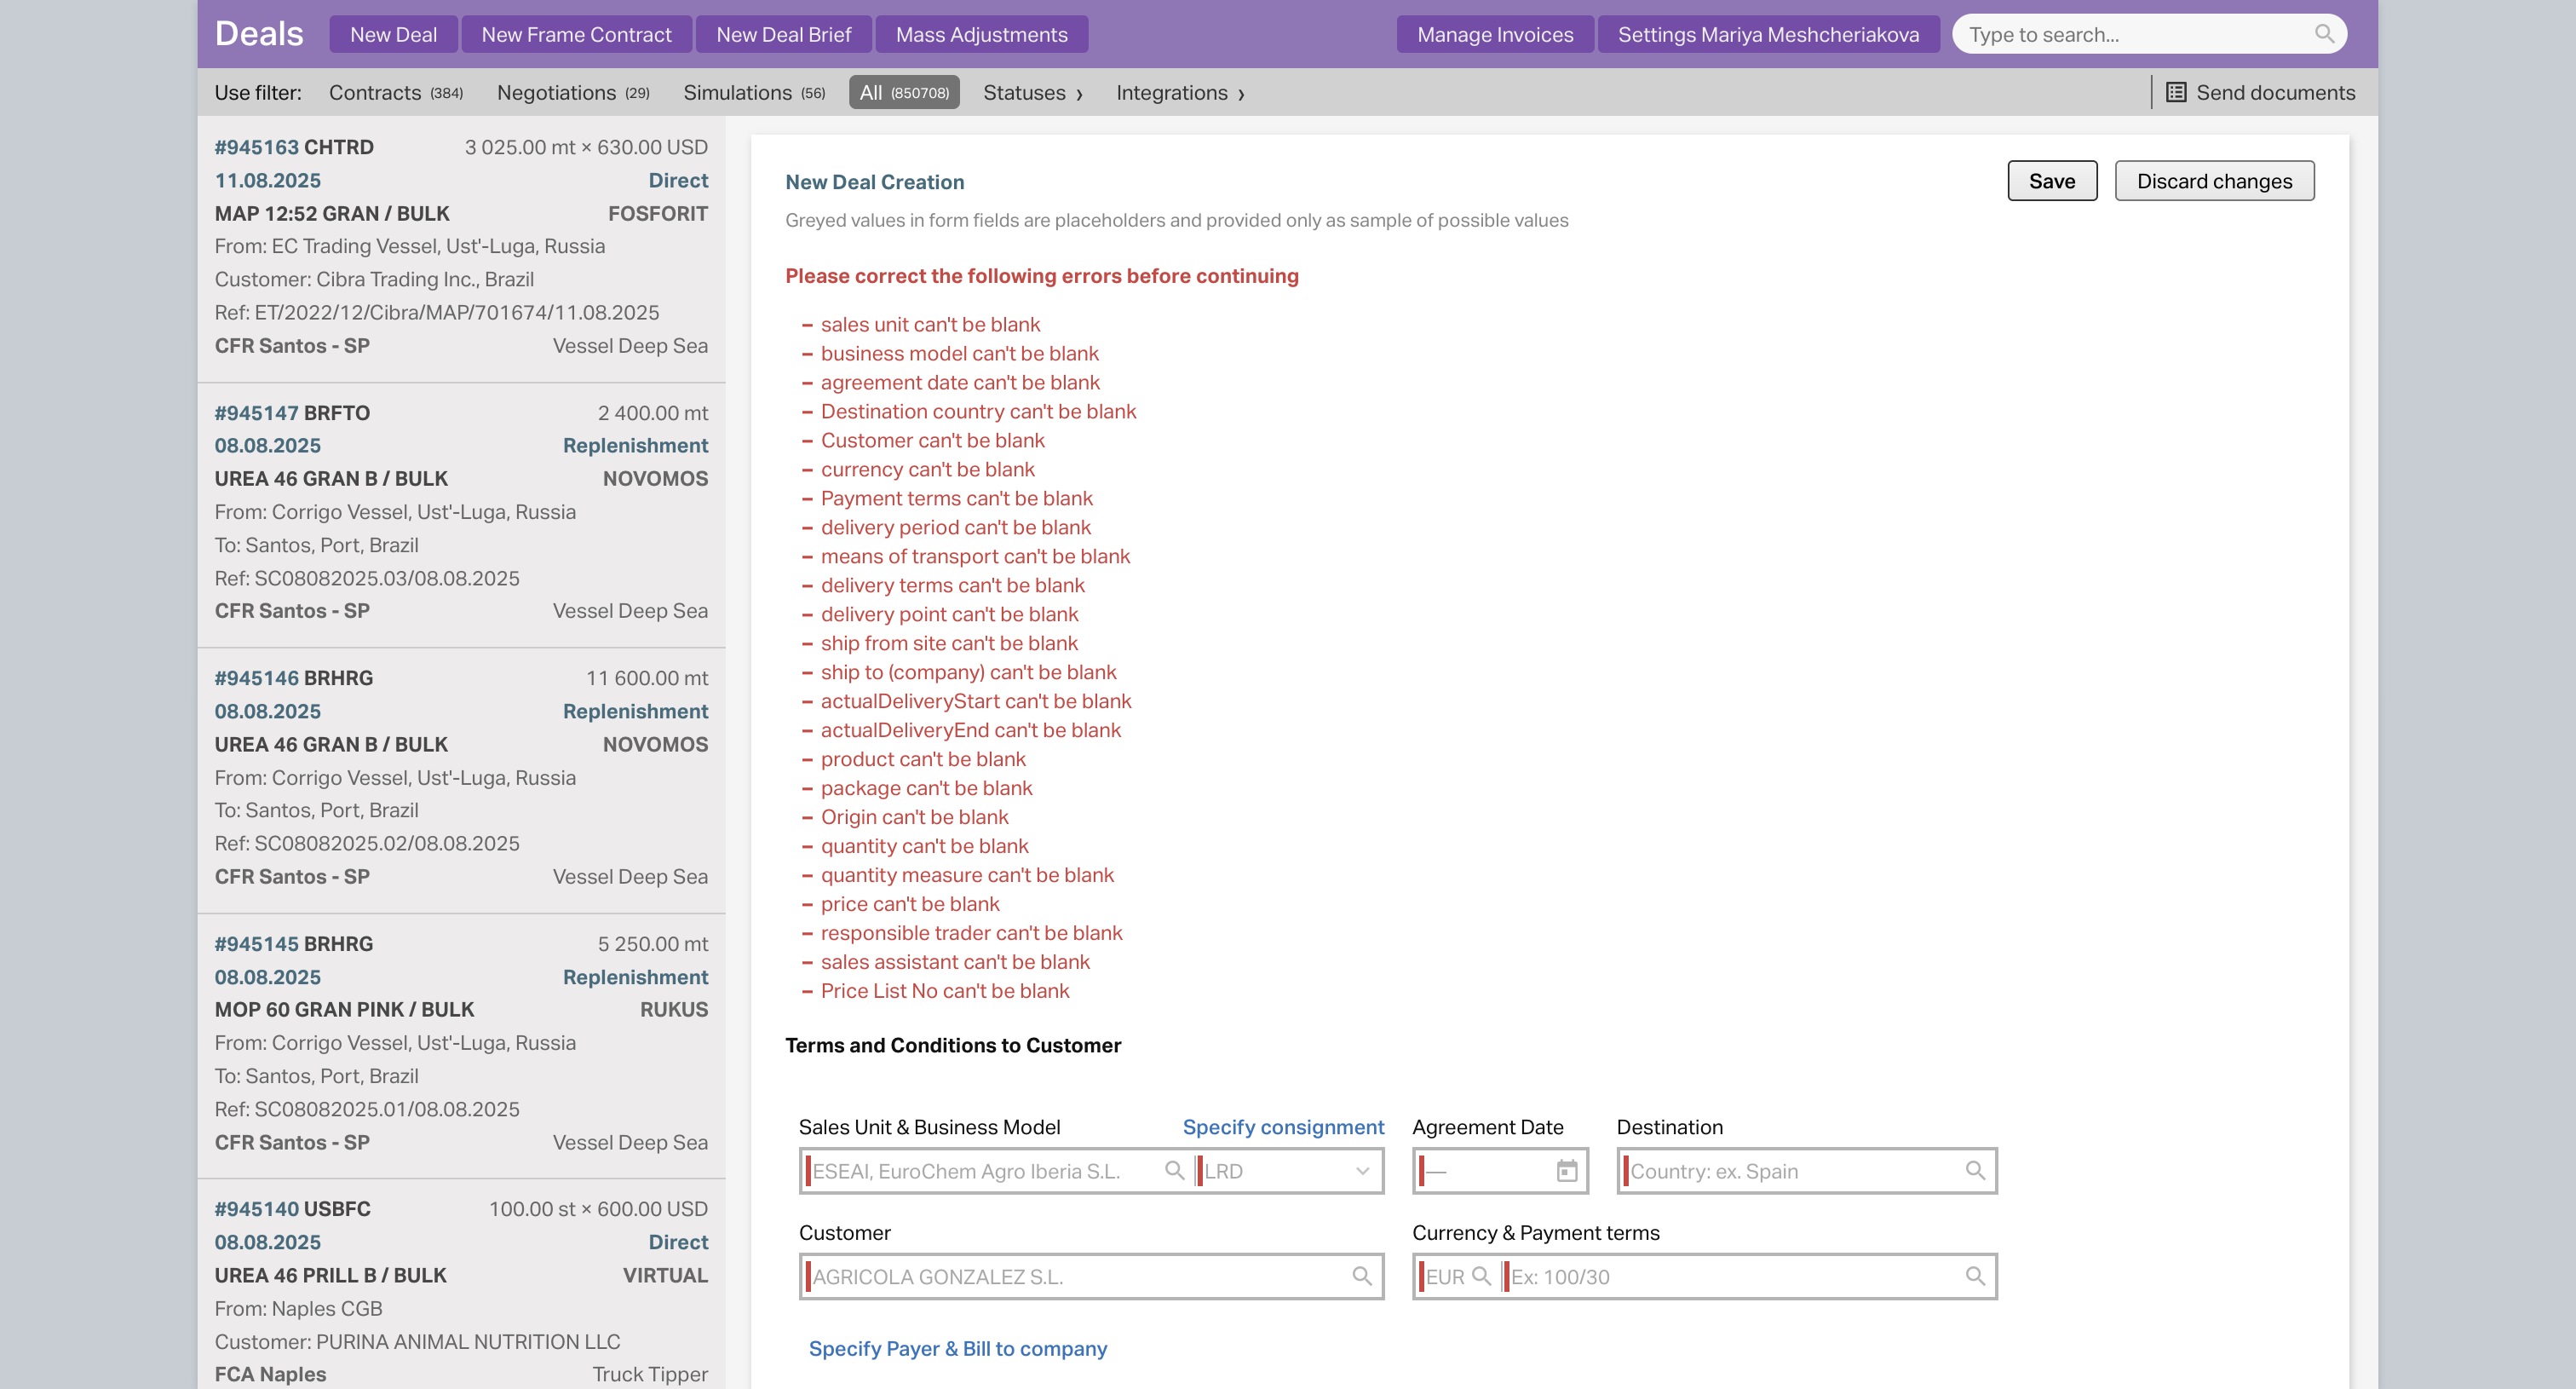 Deals New Deal New Frame Contract New Deal Brief Mass Adjustments Manage Invoices Settings Mariya Meshcheriakova Type to search...
Use filter: Contracts (384) Negotiations (29) Simulations (56) All (850708) Statuses › Integrations › Send documents
#945163 CHTRD 3 025.00 mt × 630.00 USD
11.08.2025 Direct
MAP 12:52 GRAN / BULK FOSFORIT
From: EC Trading Vessel, Ust'-Luga, Russia
Customer: Cibra Trading Inc., Brazil
Ref: ET/2022/12/Cibra/MAP/701674/11.08.2025
CFR Santos - SP Vessel Deep Sea
#945147 BRFTO 2 400.00 mt
08.08.2025 Replenishment
UREA 46 GRAN B / BULK NOVOMOS
From: Corrigo Vessel, Ust'-Luga, Russia
To: Santos, Port, Brazil
Ref: SC08082025.03/08.08.2025
CFR Santos - SP Vessel Deep Sea
#945146 BRHRG 11 600.00 mt
08.08.2025 Replenishment
UREA 46 GRAN B / BULK NOVOMOS
From: Corrigo Vessel, Ust'-Luga, Russia
To: Santos, Port, Brazil
Ref: SC08082025.02/08.08.2025
CFR Santos - SP Vessel Deep Sea
#945145 BRHRG 5 250.00 mt
08.08.2025 Replenishment
MOP 60 GRAN PINK / BULK RUKUS
From: Corrigo Vessel, Ust'-Luga, Russia
To: Santos, Port, Brazil
Ref: SC08082025.01/08.08.2025
CFR Santos - SP Vessel Deep Sea
#945140 USBFC 100.00 st × 600.00 USD
08.08.2025 Direct
UREA 46 PRILL B / BULK VIRTUAL
From: Naples CGB
Customer: PURINA ANIMAL NUTRITION LLC
FCA Naples Truck Tipper
New Deal Creation Save Discard changes
Greyed values in form fields are placeholders and provided only as sample of possible values
Please correct the following errors before continuing
– sales unit can't be blank
– business model can't be blank
– agreement date can't be blank
– Destination country can't be blank
– Customer can't be blank
– currency can't be blank
– Payment terms can't be blank
– delivery period can't be blank
– means of transport can't be blank
– delivery terms can't be blank
– delivery point can't be blank
– ship from site can't be blank
– ship to (company) can't be blank
– actualDeliveryStart can't be blank
– actualDeliveryEnd can't be blank
– product can't be blank
– package can't be blank
– Origin can't be blank
– quantity can't be blank
– quantity measure can't be blank
– price can't be blank
– responsible trader can't be blank
– sales assistant can't be blank
– Price List No can't be blank
Terms and Conditions to Customer
Sales Unit & Business Model Specify consignment Agreement Date Destination
ESEAI, EuroChem Agro Iberia S.L. LRD — Country: ex. Spain
Customer Currency & Payment terms
AGRICOLA GONZALEZ S.L. EUR Ex: 100/30
Specify Payer & Bill to company